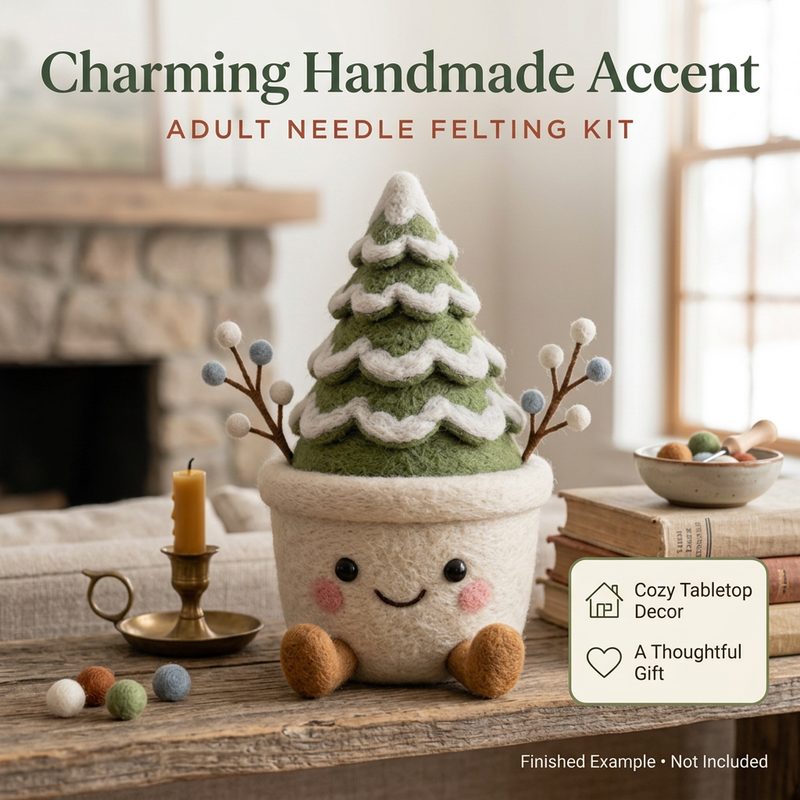 Charming Handmade Accent
ADULT NEEDLE FELTING KIT
Cozy Tabletop
Decor
A Thoughtful
Gift
Finished Example • Not Included